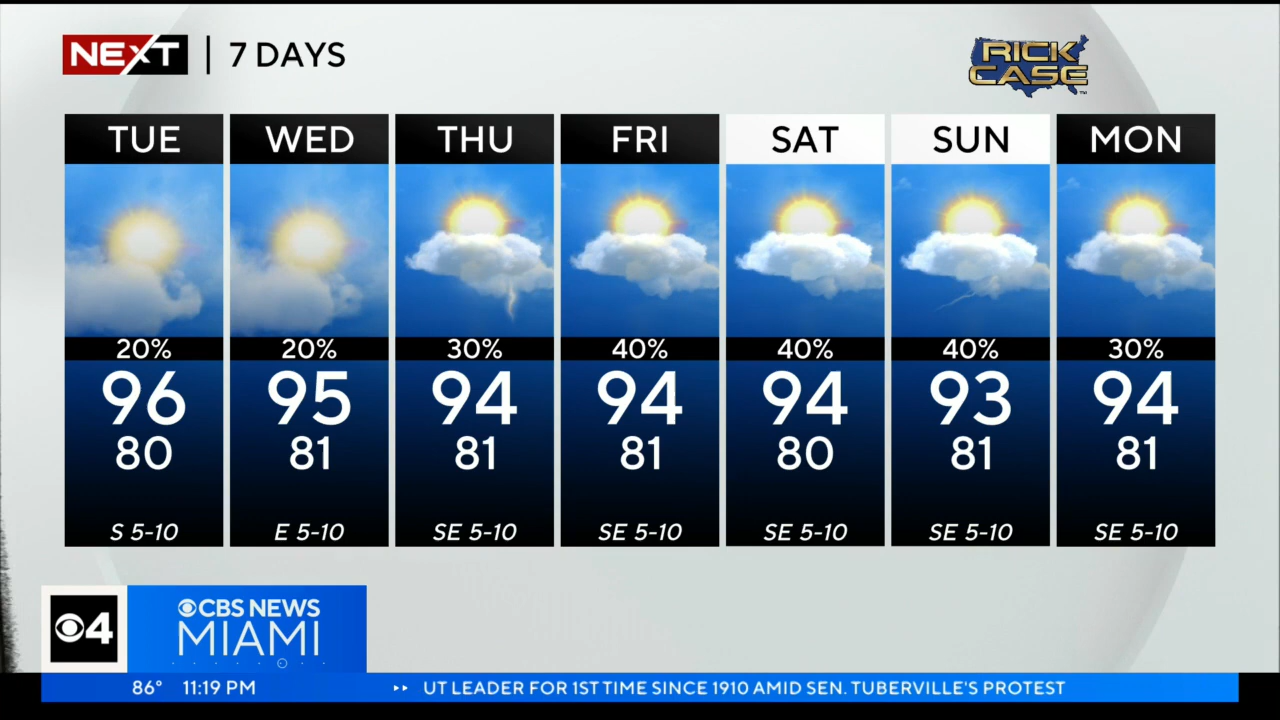 NEXT | 7 DAYS
RICK CASE™
TUE WED THU FRI SAT SUN MON
20% 20% 30% 40% 40% 40% 30%
96 95 94 94 94 93 94
80 81 81 81 80 81 81
S 5-10 E 5-10 SE 5-10 SE 5-10 SE 5-10 SE 5-10 SE 5-10
4
CBS NEWS
MIAMI
86° 11:19 PM UT LEADER FOR 1ST TIME SINCE 1910 AMID SEN. TUBERVILLE'S PROTEST